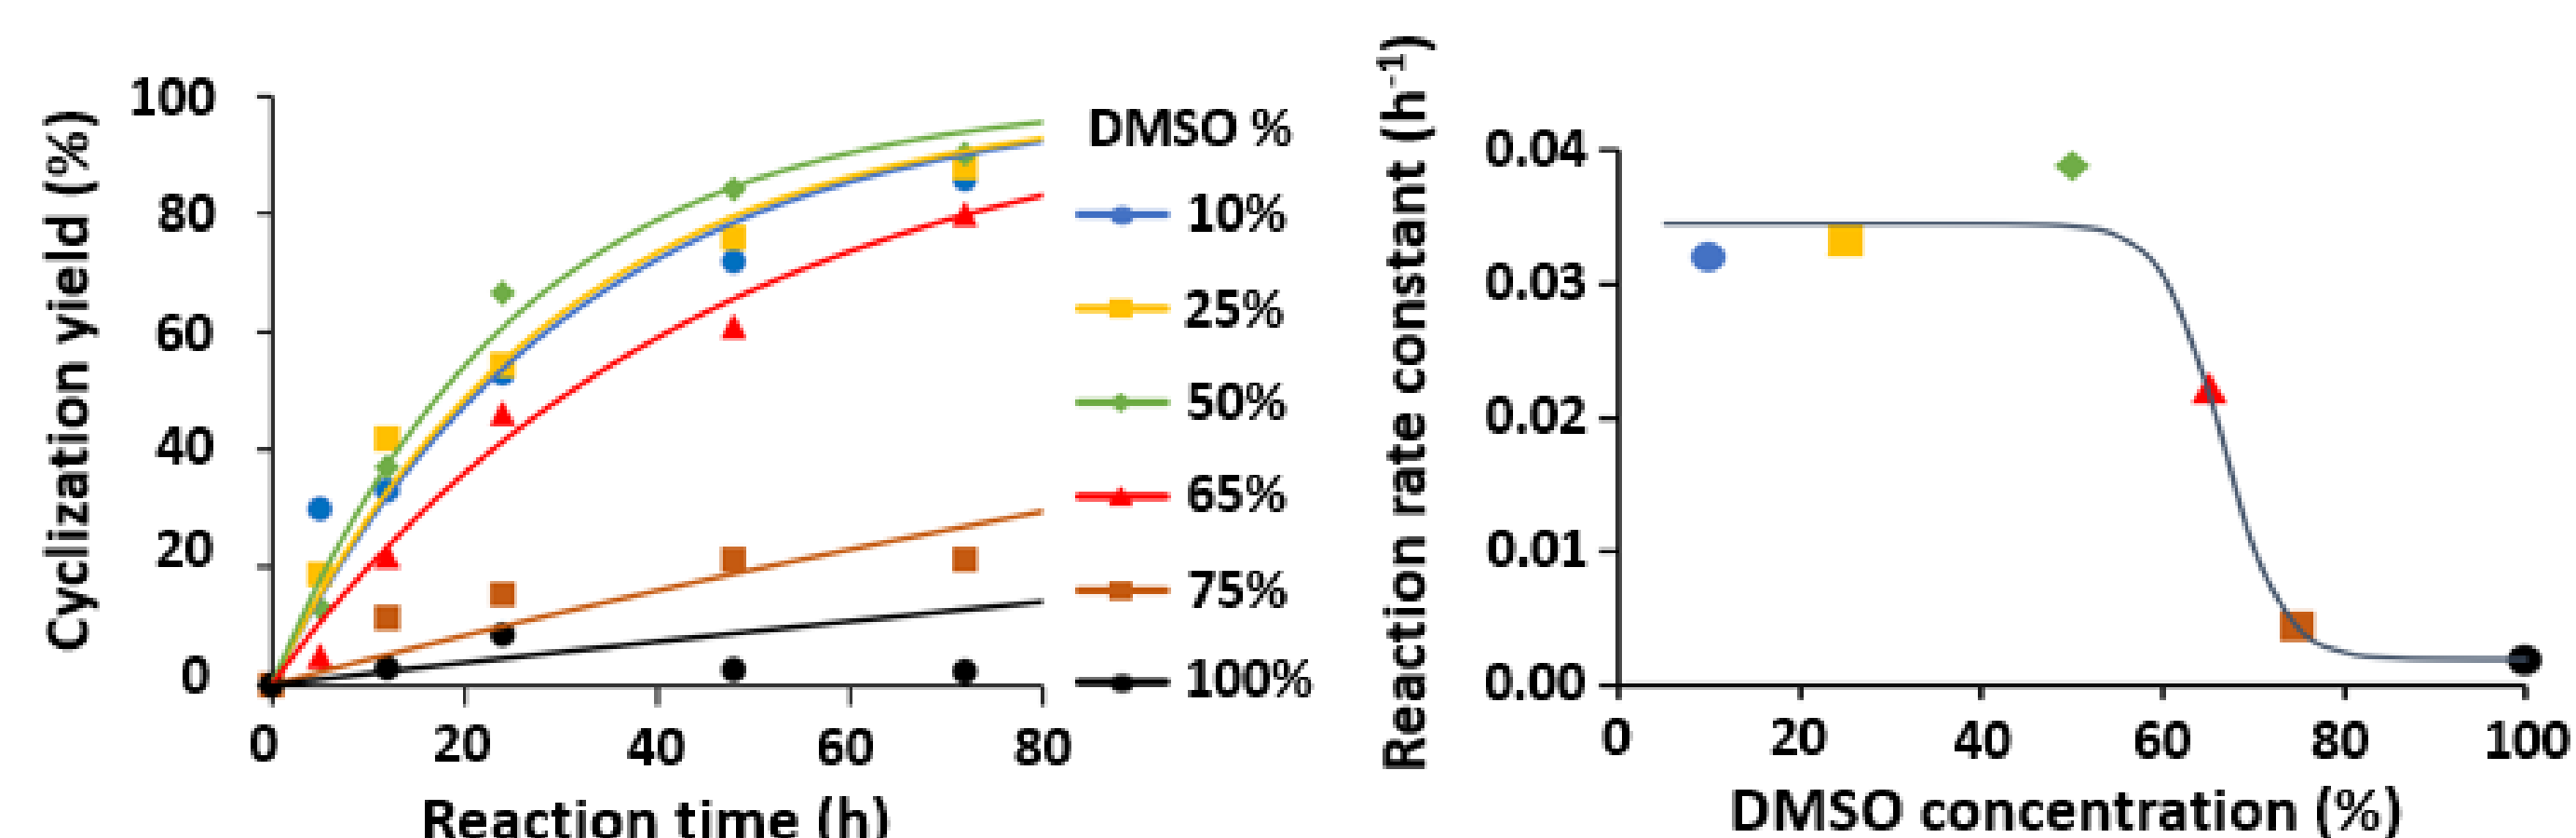 Cyclization yield (%)
100
80
60
40
20
0
0 20 40 60 80
Reaction time (h)
DMSO %
10%
25%
50%
65%
75%
100%
Reaction rate constant (h⁻¹)
0.04
0.03
0.02
0.01
0.00
0 20 40 60 80 100
DMSO concentration (%)